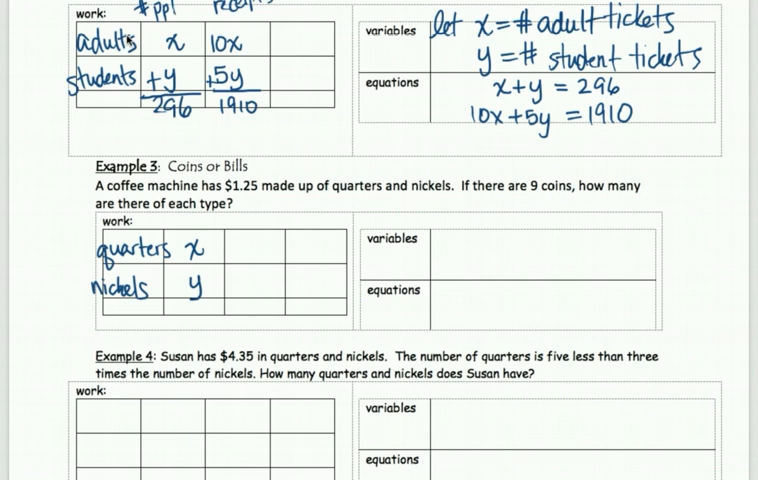 # ppl
work:
adults x 10x
students +y +5y
296 1910
variables let x = # adult tickets
y = # student tickets
equations x+y = 296
10x+5y = 1910
Example 3: Coins or Bills
A coffee machine has $1.25 made up of quarters and nickels. If there are 9 coins, how many
are there of each type?
work:
quarters x
nickels y
variables
equations
Example 4: Susan has $4.35 in quarters and nickels. The number of quarters is five less than three
times the number of nickels. How many quarters and nickels does Susan have?
work:
variables
equations